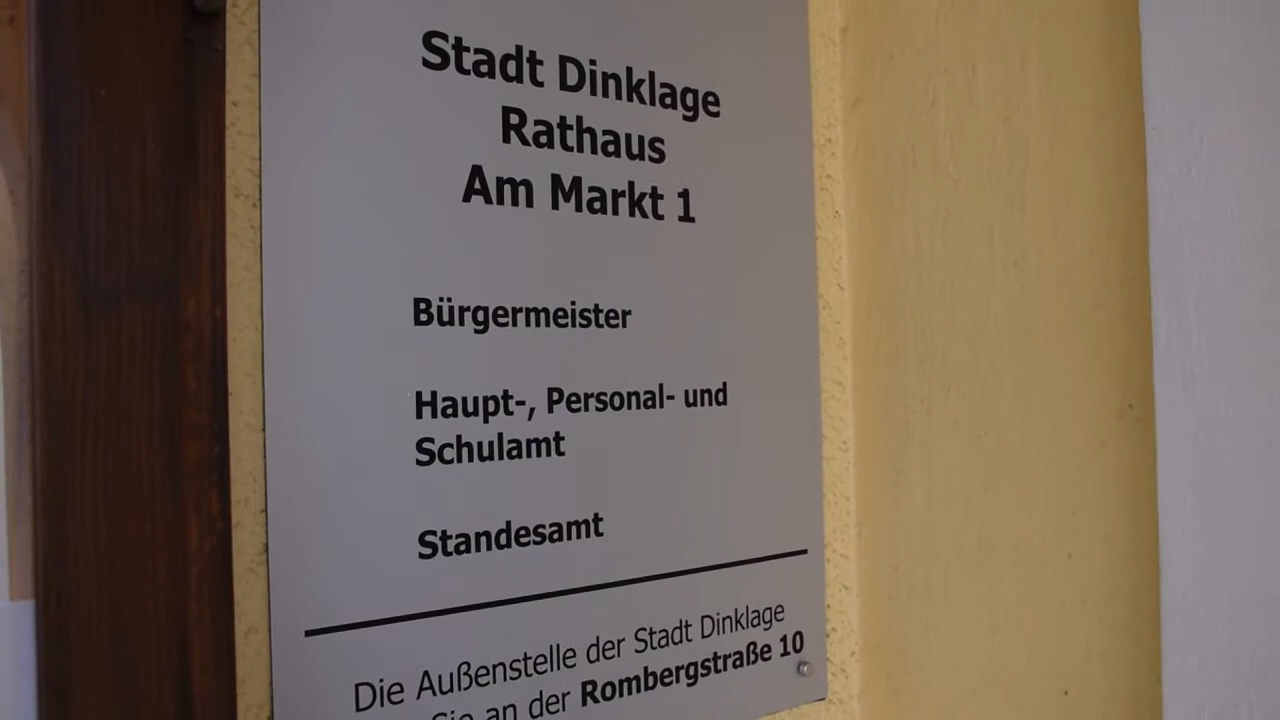 Stadt Dinklage
Rathaus
Am Markt 1
Bürgermeister
Haupt-, Personal- und
Schulamt
Standesamt
Die Außenstelle der Stadt Dinklage
Sie an der Rombergstraße 10